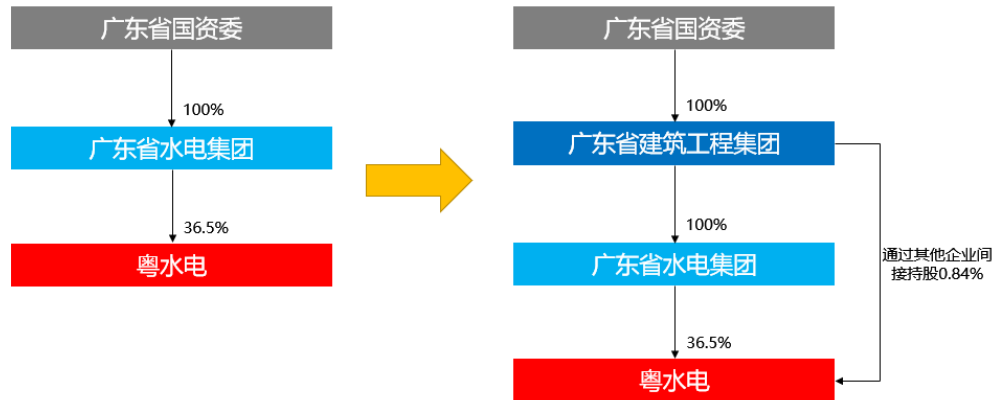 广东省国资委
100%
广东省水电集团
36.5%
粤水电
广东省国资委
100%
广东省建筑工程集团
100%
广东省水电集团
通过其他企业间
接持股0.84%
36.5%
粤水电